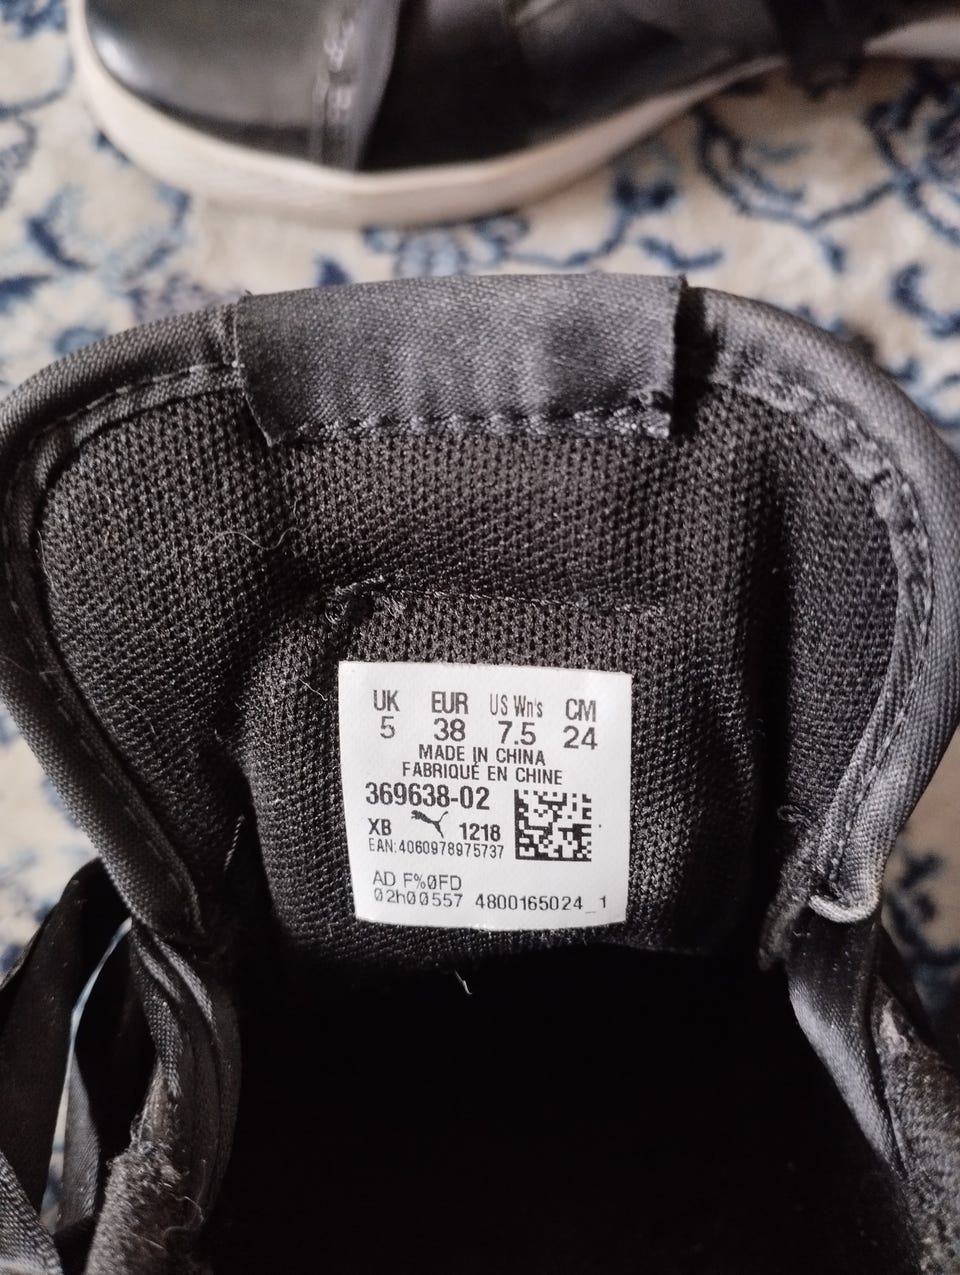 UK EUR US Wn's CM
5 38 7.5 24
MADE IN CHINA
FABRIQUÉ EN CHINE
369638-02
XB 1218
EAN:4060978975737
AD F%0FD
02h00557 4800165024_1